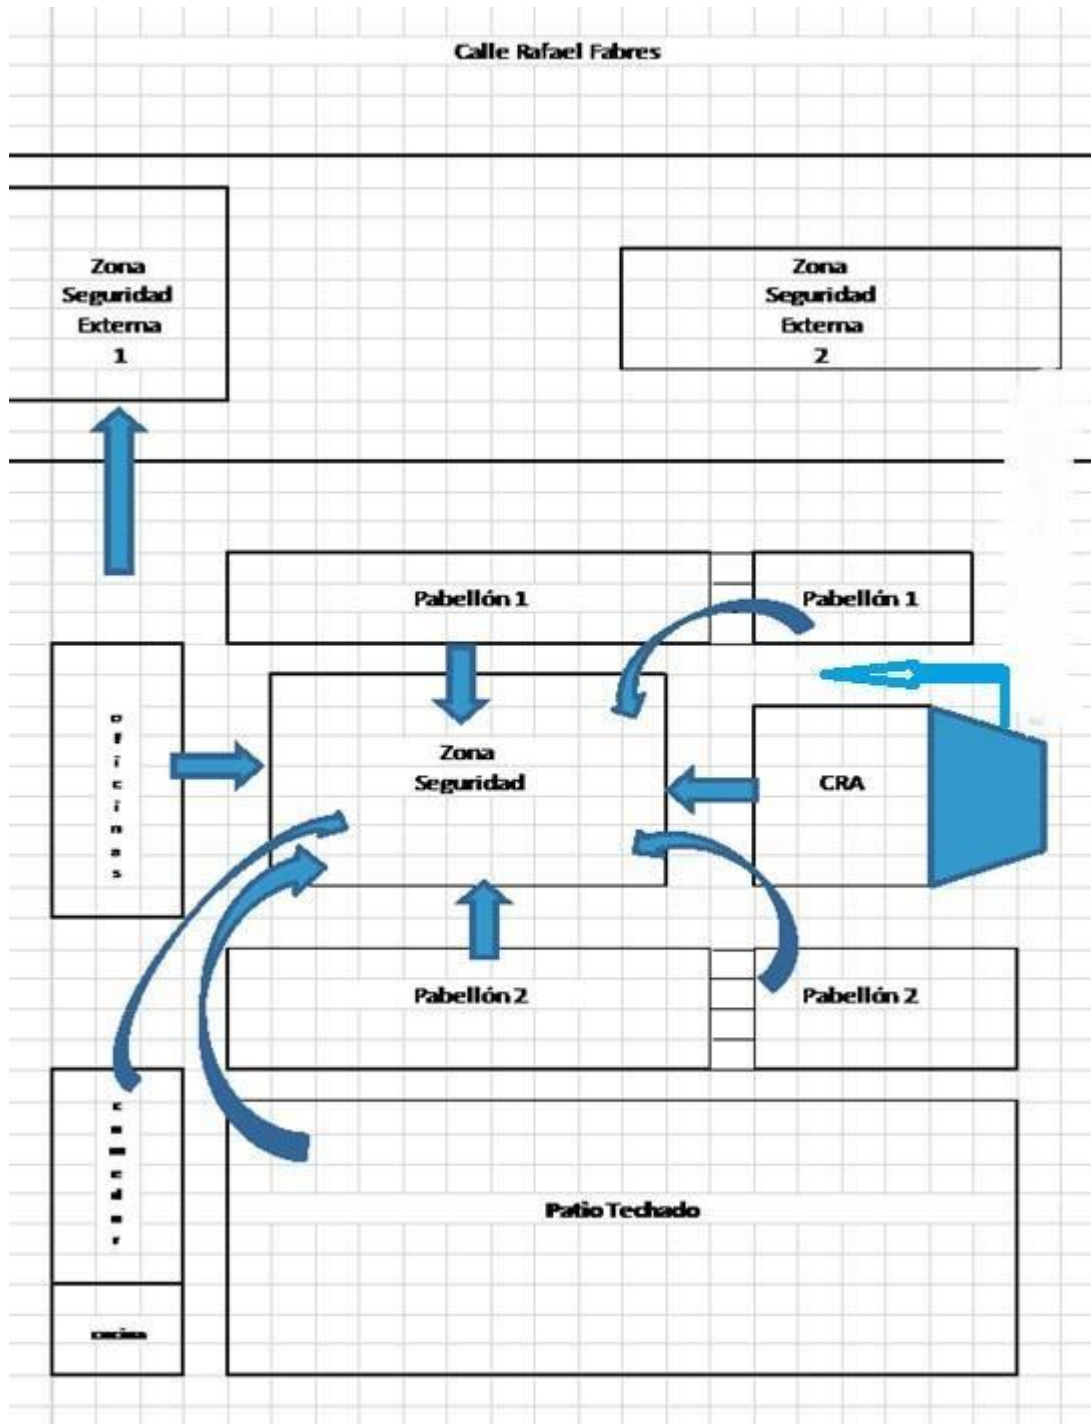 Calle Rafael Fabres
Zona
Seguridad
Externa
1
Zona
Seguridad
Externa
2
Pabellón 1
Pabellón 1
o
f
i
c
i
n
a
s
Zona
Seguridad
CRA
Pabellón 2
Pabellón 2
c
o
m
e
d
o
r
Patio Techado
cocina